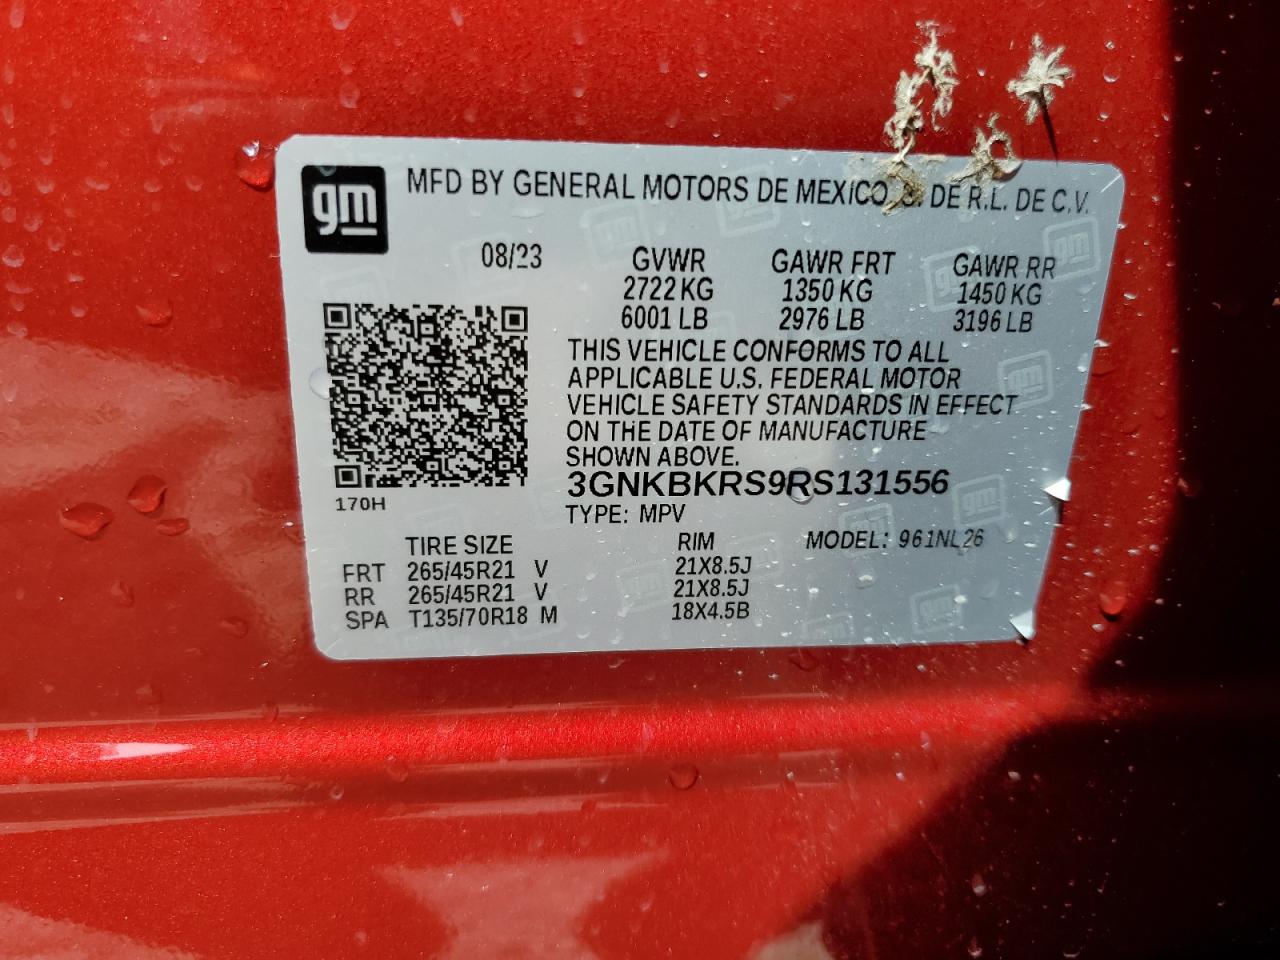 gm
MFD BY GENERAL MOTORS DE MEXICO, S. DE R.L. DE C.V.
08/23
GVWR GAWR FRT GAWR RR
2722 KG 1350 KG 1450 KG
6001 LB 2976 LB 3196 LB
THIS VEHICLE CONFORMS TO ALL
APPLICABLE U.S. FEDERAL MOTOR
VEHICLE SAFETY STANDARDS IN EFFECT
ON THE DATE OF MANUFACTURE
SHOWN ABOVE.
3GNKBKRS9RS131556
170H
TYPE: MPV
TIRE SIZE RIM MODEL: 961NL26
FRT 265/45R21 V 21X8.5J
RR 265/45R21 V 21X8.5J
SPA T135/70R18 M 18X4.5B